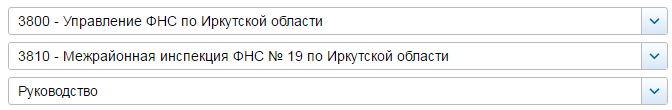 3800 - Управление ФНС по Иркутской области
3810 - Межрайонная инспекция ФНС № 19 по Иркутской области
Руководство